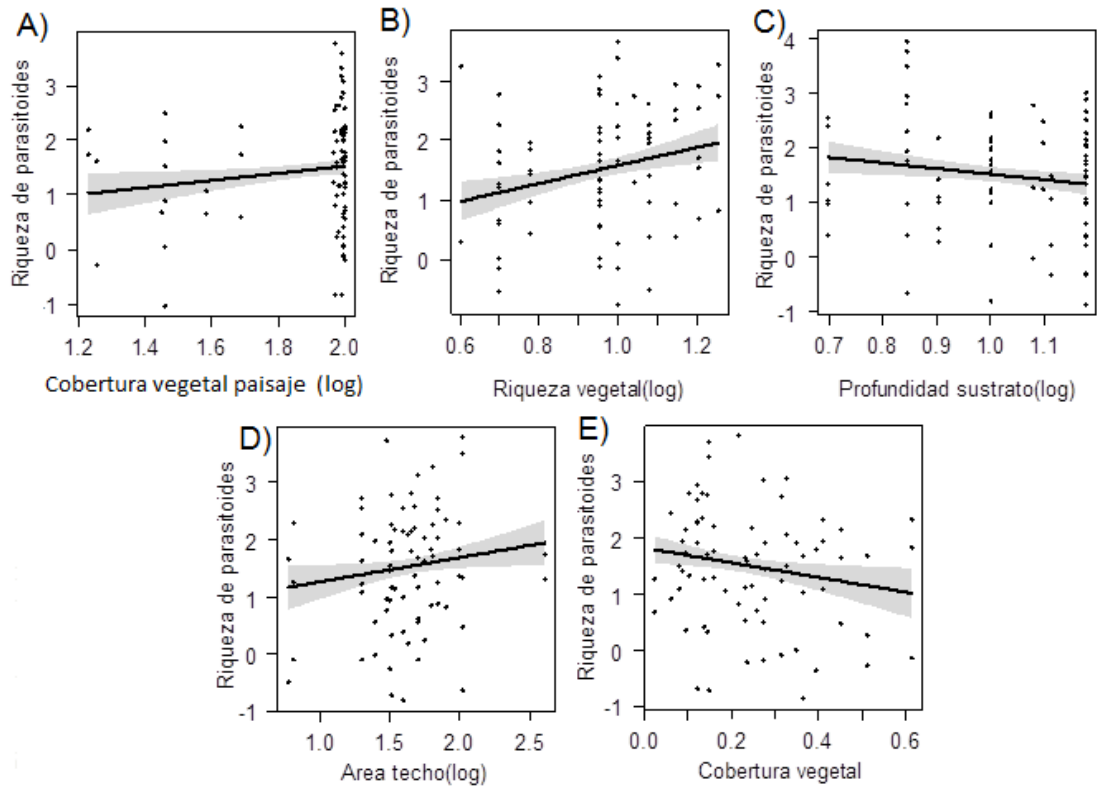 A)
Riqueza de parasitoides
3
2
1
0
-1
1.2 1.4 1.6 1.8 2.0
Cobertura vegetal paisaje (log)
B)
Riqueza de parasitoides
3
2
1
0
0.6 0.8 1.0 1.2
Riqueza vegetal(log)
C)
Riqueza de parasitoides
4
3
2
1
0
-1
0.7 0.8 0.9 1.0 1.1
Profundidad sustrato(log)
D)
Riqueza de parasitoides
3
2
1
0
-1
1.0 1.5 2.0 2.5
Area techo(log)
E)
Riqueza de parasitoides
3
2
1
0
-1
0.0 0.2 0.4 0.6
Cobertura vegetal